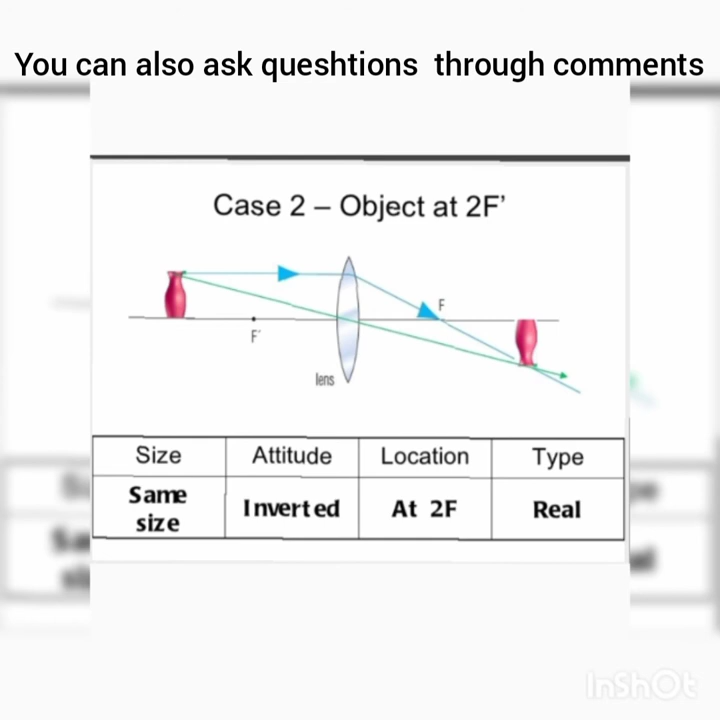 You can also ask queshtions through comments
Case 2 – Object at 2F'
F
F'
lens
Size Attitude Location Type
Same size Inverted At 2F Real
InShOt